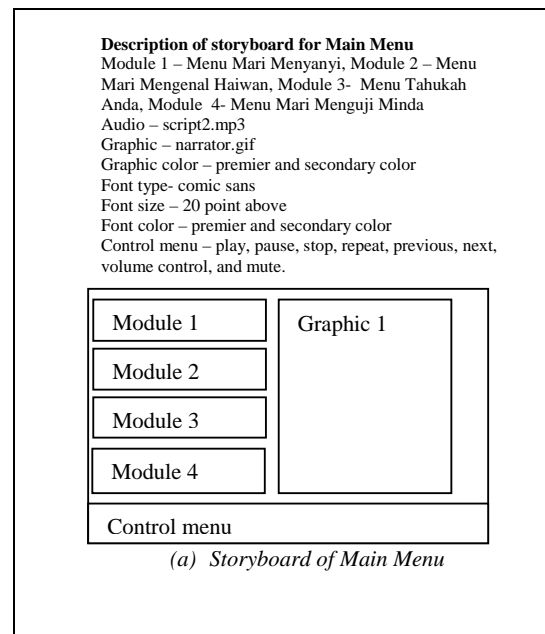 Description of storyboard for Main Menu
Module 1 – Menu Mari Menyanyi, Module 2 – Menu
Mari Mengenal Haiwan, Module 3- Menu Tahukah
Anda, Module 4- Menu Mari Menguji Minda
Audio – script2.mp3
Graphic – narrator.gif
Graphic color – premier and secondary color
Font type- comic sans
Font size – 20 point above
Font color – premier and secondary color
Control menu – play, pause, stop, repeat, previous, next,
volume control, and mute.
Module 1
Graphic 1
Module 2
Module 3
Module 4
Control menu
(a) Storyboard of Main Menu